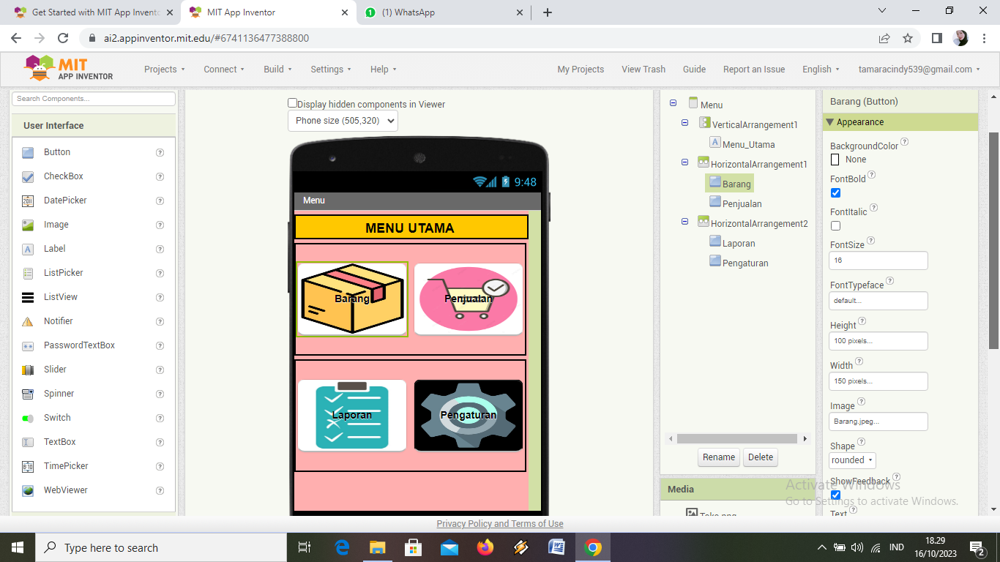 Get Started with MIT App Invento
MIT App Inventor
(1) WhatsApp
ai2.appinventor.mit.edu/#6741136477388800
MIT
APP INVENTOR
Projects
Connect
Build
Settings
Help
My Projects
View Trash
Guide
Report an Issue
English
tamaracindy539@gmail.com
Search Components...
User Interface
Button
CheckBox
DatePicker
Image
Label
ListPicker
ListView
Notifier
PasswordTextBox
Slider
Spinner
Switch
TextBox
TimePicker
WebViewer
Display hidden components in Viewer
Phone size (505,320)
9:48
Menu
MENU UTAMA
Barang
Penjualan
Laporan
Pengaturan
Menu
VerticalArrangement1
Menu_Utama
HorizontalArrangement1
Barang
Penjualan
HorizontalArrangement2
Laporan
Pengaturan
Rename
Delete
Media
Toko.png
Barang (Button)
Appearance
BackgroundColor
None
FontBold
FontItalic
FontSize
16
FontTypeface
default...
Height
100 pixels...
Width
150 pixels...
Image
Barang.jpeg...
Shape
rounded
ShowFeedback
Text
Activate Windows
Go to Settings to activate Windows.
Privacy Policy and Terms of Use
Type here to search
IND
18.29
16/10/2023
2